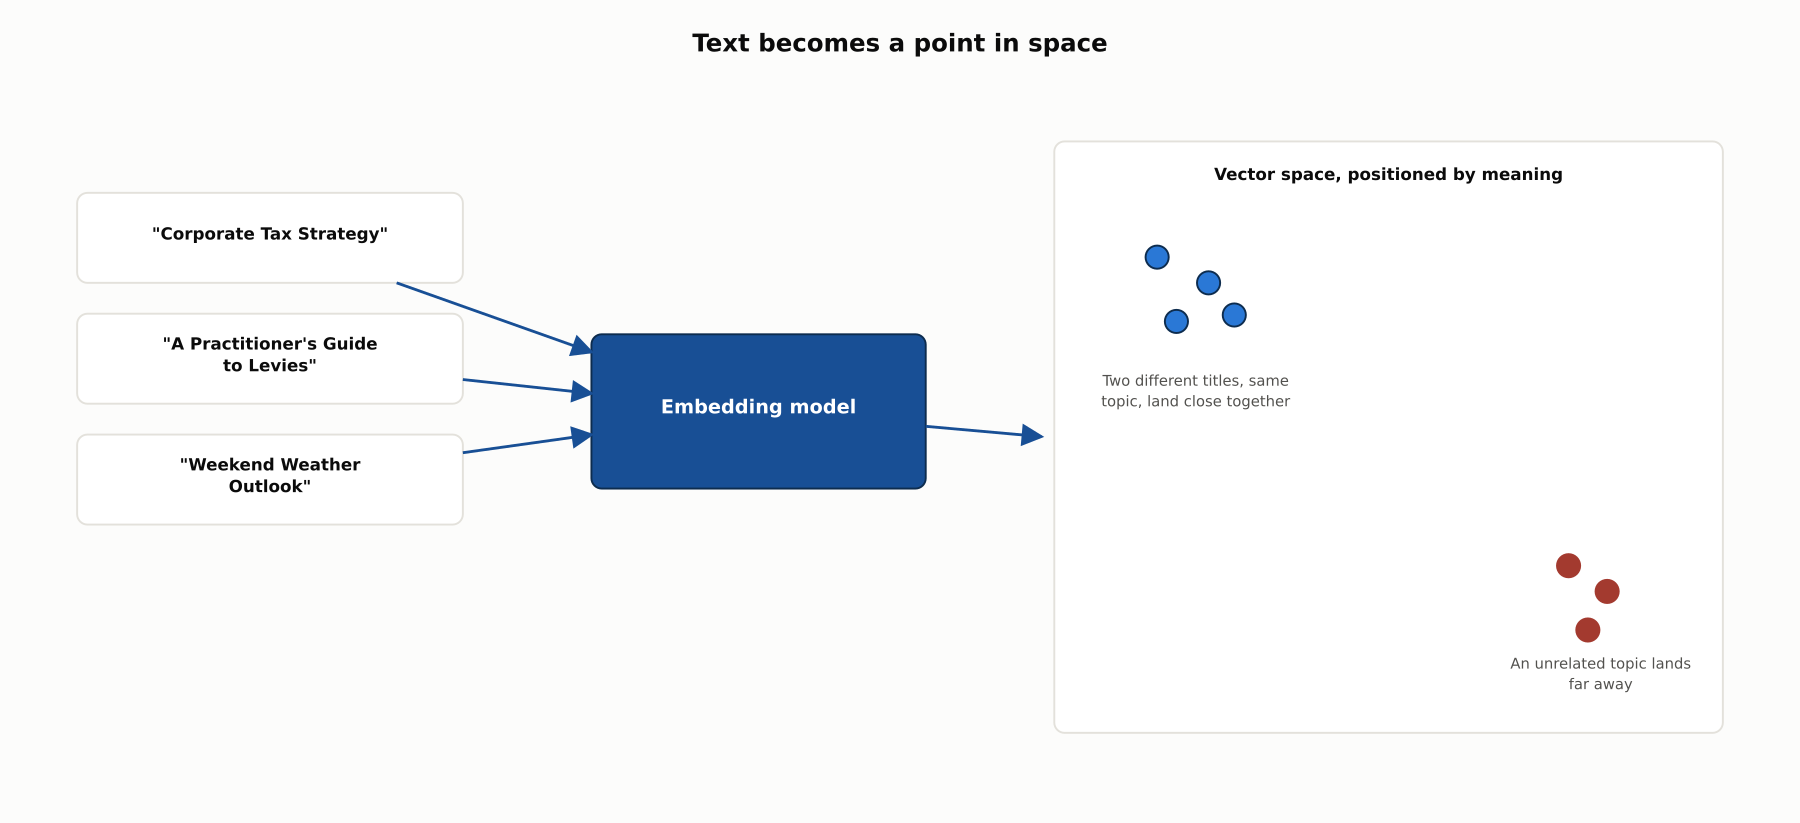 Text becomes a point in space
"Corporate Tax Strategy"
"A Practitioner's Guide
to Levies"
"Weekend Weather
Outlook"
Embedding model
Vector space, positioned by meaning
Two different titles, same
topic, land close together
An unrelated topic lands
far away